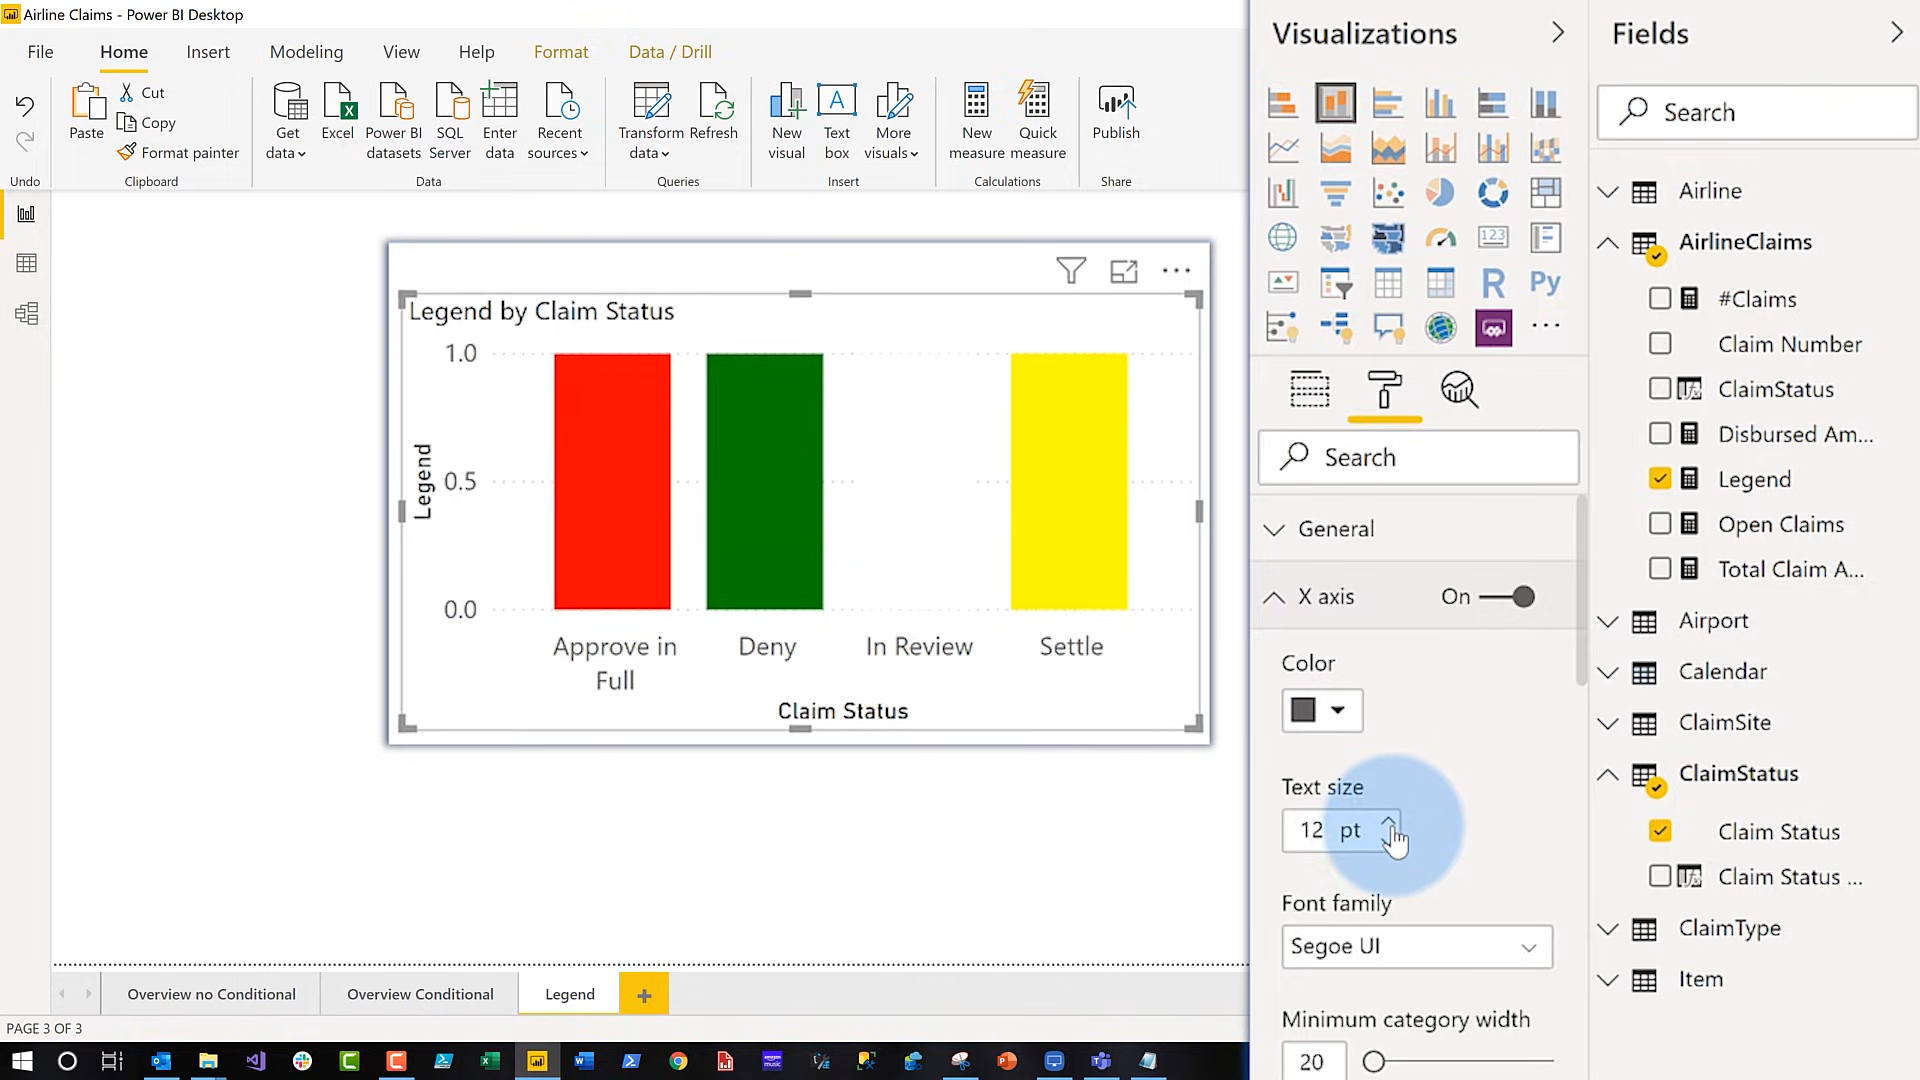 Airline Claims - Power BI Desktop
File Home Insert Modeling View Help Format Data / Drill
Cut
Copy
Format painter
Paste
Undo
Clipboard
Get data
Excel
Power BI datasets
SQL Server
Enter data
Recent sources
Data
Transform data
Refresh
Queries
New visual
A
Text box
More visuals
Insert
New measure
Quick measure
Calculations
Publish
Share
Legend by Claim Status
1.0
0.5
0.0
Legend
Approve in Full
Deny
In Review
Settle
Claim Status
Overview no Conditional
Overview Conditional
Legend
PAGE 3 OF 3
Visualizations
123
R
Py
Search
General
X axis
On
Color
Text size
12 pt
Font family
Segoe UI
Minimum category width
20
Fields
Search
Airline
AirlineClaims
#Claims
Claim Number
ClaimStatus
Disbursed Am...
Legend
Open Claims
Total Claim A...
Airport
Calendar
ClaimSite
ClaimStatus
Claim Status
Claim Status ...
ClaimType
Item